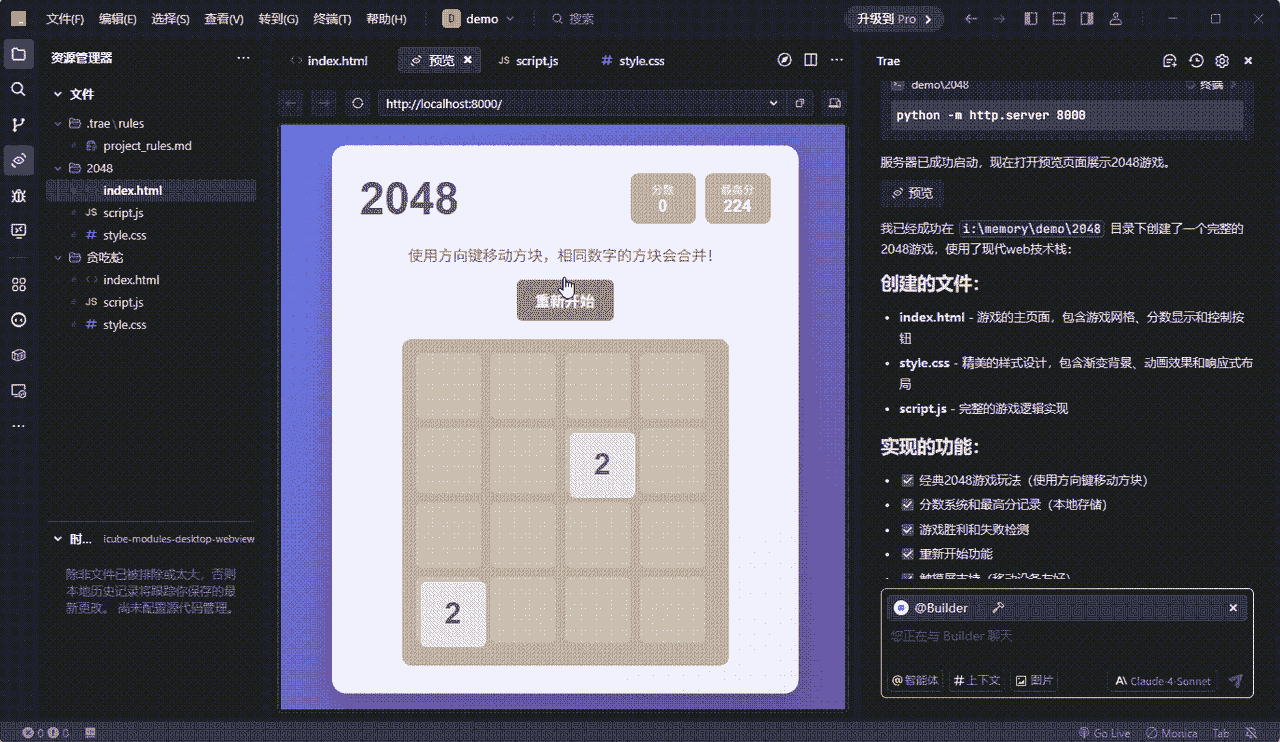 文件(F) 编辑(E) 选择(S) 查看(V) 转到(G) 终端(T) 帮助(H) D demo 搜索 升级到 Pro
资源管理器
文件
.trae\rules
project_rules.md
2048
index.html
JS script.js
# style.css
贪吃蛇
index.html
JS script.js
# style.css
时... icube-modules-desktop-webview
除非文件已被排除或太大，否则
本地历史记录将跟踪你保存的最
新更改。 尚未配置源代码管理。
index.html 预览 JS script.js # style.css
http://localhost:8000/
2048
分数
0
最高分
224
使用方向键移动方块，相同数字的方块会合并！
重新开始
2
2
Trae
demo\2048 终端
python -m http.server 8000
服务器已成功启动，现在打开预览页面展示2048游戏。
预览
我已经成功在 i:\memory\demo\2048 目录下创建了一个完整的
2048游戏，使用了现代web技术栈：
创建的文件：
index.html - 游戏的主页面，包含游戏网格、分数显示和控制按
钮
style.css - 精美的样式设计，包含渐变背景、动画效果和响应式布
局
script.js - 完整的游戏逻辑实现
实现的功能：
经典2048游戏玩法（使用方向键移动方块）
分数系统和最高分记录（本地存储）
游戏胜利和失败检测
重新开始功能
触摸屏支持（移动设备友好）
@Builder
您正在与 Builder 聊天
@智能体 #上下文 图片 Claude-4-Sonnet
0 0 Go Live Monica Tab